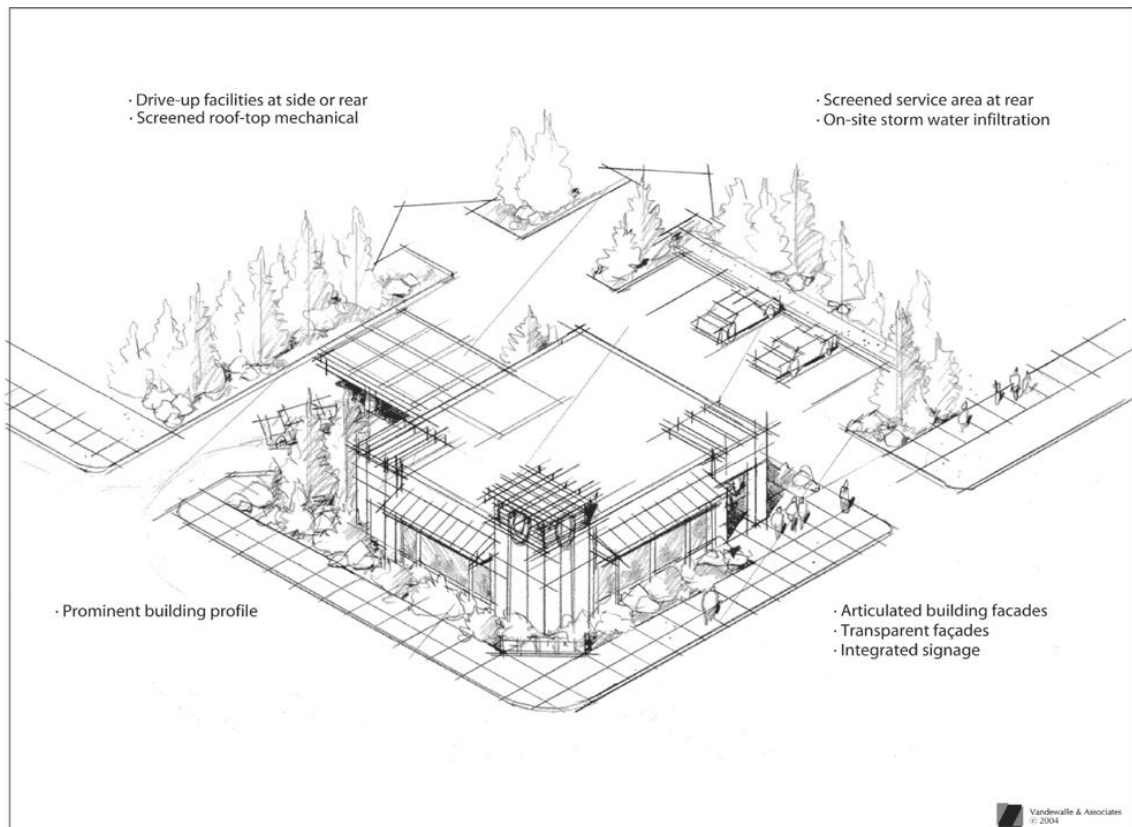 · Drive-up facilities at side or rear
· Screened roof-top mechanical
· Screened service area at rear
· On-site storm water infiltration
· Prominent building profile
· Articulated building facades
· Transparent façades
· Integrated signage
Vandewalle & Associates
© 2004